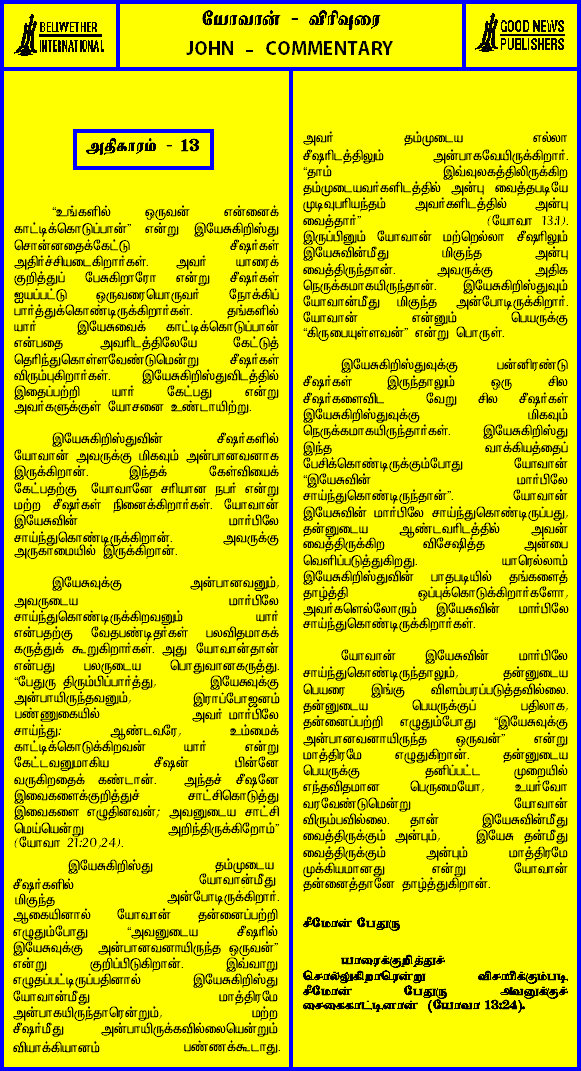 BELLWETHER
INTERNATIONAL
யோவான் - விரிவுரை
JOHN - COMMENTARY
GOOD NEWS
PUBLISHERS
அதிகாரம் - 13
“உங்களில் ஒருவன் என்னைக்
காட்டிக்கொடுப்பான்” என்று இயேசுகிறிஸ்து
சொன்னதைக்கேட்டு சீஷர்கள்
அதிர்ச்சியடைகிறார்கள். அவர் யாரைக்
குறித்துப் பேசுகிறாரோ என்று சீஷர்கள்
ஐயப்பட்டு ஒருவரையொருவர் நோக்கிப்
பார்த்துக்கொண்டிருக்கிறார்கள். தங்களில்
யார் இயேசுவைக் காட்டிக்கொடுப்பான்
என்பதை அவரிடத்திலேயே கேட்டுத்
தெரிந்துகொள்ளவேண்டுமென்று சீஷர்கள்
விரும்புகிறார்கள். இயேசுகிறிஸ்துவிடத்தில்
இதைப்பற்றி யார் கேட்பது என்று
அவர்களுக்குள் யோசனை உண்டாயிற்று.
இயேசுகிறிஸ்துவின் சீஷர்களில்
யோவான் அவருக்கு மிகவும் அன்பானவனாக
இருக்கிறான். இந்தக் கேள்வியைக்
கேட்பதற்கு யோவானே சரியான நபர் என்று
மற்ற சீஷர்கள் நினைக்கிறார்கள். யோவான்
இயேசுவின் மார்பிலே
சாய்ந்துகொண்டிருக்கிறான். அவருக்கு
அருகாமையில் இருக்கிறான்.
இயேசுவுக்கு அன்பானவனும்,
அவருடைய மார்பிலே
சாய்ந்துகொண்டிருக்கிறவனும் யார்
என்பதற்கு வேதபண்டிதர்கள் பலவிதமாகக்
கருத்துக் கூறுகிறார்கள். அது யோவான்தான்
என்பது பலருடைய பொதுவானகருத்து.
“பேதுரு திரும்பிப்பார்த்து, இயேசுவுக்கு
அன்பாயிருந்தவனும், இராப்போஜனம்
பண்ணுகையில் அவர் மார்பிலே
சாய்ந்து: ஆண்டவரே, உம்மைக்
காட்டிக்கொடுக்கிறவன் யார் என்று
கேட்டவனுமாகிய சீஷன் பின்னே
வருகிறதைக் கண்டான். அந்தச் சீஷனே
இவைகளைக்குறித்துச் சாட்சிகொடுத்து
இவைகளை எழுதினவன்; அவனுடைய சாட்சி
மெய்யென்று அறிந்திருக்கிறோம்”
(யோவா 21:20,24).
இயேசுகிறிஸ்து தம்முடைய
சீஷர்களில் யோவான்மீது
மிகுந்த அன்போடிருக்கிறார்.
ஆகையினால் யோவான் தன்னைப்பற்றி
எழுதும்போது “அவனுடைய சீஷரில்
இயேசுவுக்கு அன்பானவனாயிருந்த ஒருவன்”
என்று குறிப்பிடுகிறான். இவ்வாறு
எழுதப்பட்டிருப்பதினால் இயேசுகிறிஸ்து
யோவான்மீது மாத்திரமே
அன்பாகயிருந்தாரென்றும், மற்ற
சீஷர்மீது அன்பாயிருக்கவில்லையென்றும்
வியாக்கியானம் பண்ணக்கூடாது.
அவர் தம்முடைய எல்லா
சீஷரிடத்திலும் அன்பாகவேயிருக்கிறார்.
“தாம் இவ்வுலகத்திலிருக்கிற
தம்முடையவர்களிடத்தில் அன்பு வைத்தபடியே
முடிவுபரியந்தம் அவர்களிடத்தில் அன்பு
வைத்தார்” (யோவா 13:1).
இருப்பினும் யோவான் மற்றெல்லா சீஷரிலும்
இயேசுவின்மீது மிகுந்த அன்பு
வைத்திருந்தான். அவருக்கு அதிக
நெருக்கமாகயிருந்தான். இயேசுகிறிஸ்துவும்
யோவான்மீது மிகுந்த அன்போடிருக்கிறார்.
யோவான் என்னும் பெயருக்கு
“கிருபையுள்ளவன்” என்று பொருள்.
இயேசுகிறிஸ்துவுக்கு பன்னிரண்டு
சீஷர்கள் இருந்தாலும் ஒரு சில
சீஷர்களைவிட வேறு சில சீஷர்கள்
இயேசுகிறிஸ்துவுக்கு மிகவும்
நெருக்கமாகயிருந்தார்கள். இயேசுகிறிஸ்து
இந்த வாக்கியத்தைப்
பேசிக்கொண்டிருக்கும்போது யோவான்
“இயேசுவின் மார்பிலே
சாய்ந்துகொண்டிருந்தான்”. யோவான்
இயேசுவின் மார்பிலே சாய்ந்துகொண்டிருப்பது,
தன்னுடைய ஆண்டவரிடத்தில் அவன்
வைத்திருக்கிற விசேஷித்த அன்பை
வெளிப்படுத்துகிறது. யாரெல்லாம்
இயேசுகிறிஸ்துவின் பாதபடியில் தங்களைத்
தாழ்த்தி ஒப்புக்கொடுக்கிறார்களோ,
அவர்களெல்லோரும் இயேசுவின் மார்பிலே
சாய்ந்துகொண்டிருக்கிறார்கள்.
யோவான் இயேசுவின் மார்பிலே
சாய்ந்துகொண்டிருந்தாலும், தன்னுடைய
பெயரை இங்கு விளம்பரப்படுத்தவில்லை.
தன்னுடைய பெயருக்குப் பதிலாக,
தன்னைப்பற்றி எழுதும்போது “இயேசுவுக்கு
அன்பானவனாயிருந்த ஒருவன்” என்று
மாத்திரமே எழுதுகிறான். தன்னுடைய
பெயருக்கு தனிப்பட்ட முறையில்
எந்தவிதமான பெருமையோ, உயர்வோ
வரவேண்டுமென்று யோவான்
விரும்பவில்லை. தான் இயேசுவின்மீது
வைத்திருக்கும் அன்பும், இயேசு தன்மீது
வைத்திருக்கும் அன்பும் மாத்திரமே
முக்கியமானது என்று யோவான்
தன்னைத்தானே தாழ்த்துகிறான்.
சீமோன் பேதுரு
யாரைக்குறித்துச்
சொல்லுகிறாரென்று விசாரிக்கும்படி
சீமோன் பேதுரு அவனுக்குச்
சைகைகாட்டினான் (யோவா 13:24).